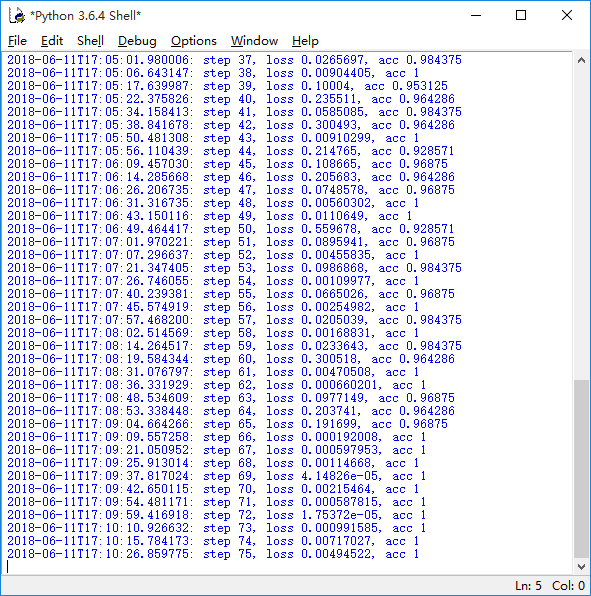 *Python 3.6.4 Shell*
File Edit Shell Debug Options Window Help
2018-06-11T17:05:01.980006: step 37, loss 0.0265697, acc 0.984375
2018-06-11T17:05:06.643147: step 38, loss 0.00904405, acc 1
2018-06-11T17:05:17.639987: step 39, loss 0.10004, acc 0.953125
2018-06-11T17:05:22.375826: step 40, loss 0.235511, acc 0.964286
2018-06-11T17:05:34.158413: step 41, loss 0.0585085, acc 0.984375
2018-06-11T17:05:38.841678: step 42, loss 0.300493, acc 0.964286
2018-06-11T17:05:50.481308: step 43, loss 0.00910299, acc 1
2018-06-11T17:05:56.110439: step 44, loss 0.214765, acc 0.928571
2018-06-11T17:06:09.457030: step 45, loss 0.108665, acc 0.96875
2018-06-11T17:06:14.285668: step 46, loss 0.205683, acc 0.964286
2018-06-11T17:06:26.206735: step 47, loss 0.0748578, acc 0.96875
2018-06-11T17:06:31.316735: step 48, loss 0.00560302, acc 1
2018-06-11T17:06:43.150116: step 49, loss 0.0110649, acc 1
2018-06-11T17:06:49.464417: step 50, loss 0.559678, acc 0.928571
2018-06-11T17:07:01.970221: step 51, loss 0.0895941, acc 0.96875
2018-06-11T17:07:07.296637: step 52, loss 0.00455835, acc 1
2018-06-11T17:07:21.347405: step 53, loss 0.0986868, acc 0.984375
2018-06-11T17:07:26.746055: step 54, loss 0.00109977, acc 1
2018-06-11T17:07:40.239381: step 55, loss 0.0665026, acc 0.96875
2018-06-11T17:07:45.574919: step 56, loss 0.00254982, acc 1
2018-06-11T17:07:57.468200: step 57, loss 0.0205039, acc 0.984375
2018-06-11T17:08:02.514569: step 58, loss 0.00168831, acc 1
2018-06-11T17:08:14.264517: step 59, loss 0.0233643, acc 0.984375
2018-06-11T17:08:19.584344: step 60, loss 0.300518, acc 0.964286
2018-06-11T17:08:31.076797: step 61, loss 0.00470508, acc 1
2018-06-11T17:08:36.331929: step 62, loss 0.000660201, acc 1
2018-06-11T17:08:48.534609: step 63, loss 0.0977149, acc 0.96875
2018-06-11T17:08:53.338448: step 64, loss 0.203741, acc 0.964286
2018-06-11T17:09:04.664266: step 65, loss 0.191699, acc 0.96875
2018-06-11T17:09:09.557258: step 66, loss 0.000192008, acc 1
2018-06-11T17:09:21.050952: step 67, loss 0.000597953, acc 1
2018-06-11T17:09:25.913014: step 68, loss 0.00114668, acc 1
2018-06-11T17:09:37.817024: step 69, loss 4.14826e-05, acc 1
2018-06-11T17:09:42.650115: step 70, loss 0.00215464, acc 1
2018-06-11T17:09:54.481171: step 71, loss 0.000587815, acc 1
2018-06-11T17:09:59.416918: step 72, loss 1.75372e-05, acc 1
2018-06-11T17:10:10.926632: step 73, loss 0.000991585, acc 1
2018-06-11T17:10:15.784173: step 74, loss 0.00717027, acc 1
2018-06-11T17:10:26.859775: step 75, loss 0.00494522, acc 1
Ln: 5 Col: 0